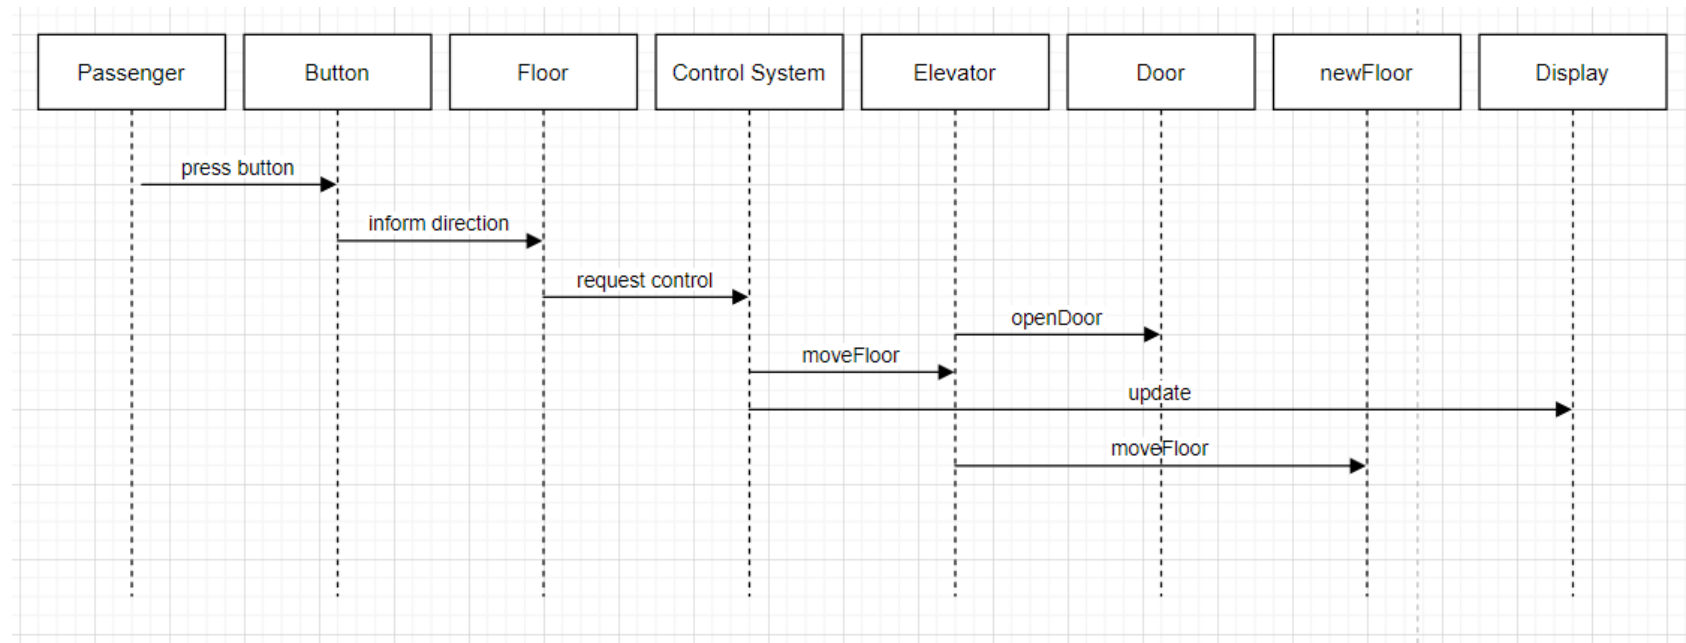 Passenger
Button
Floor
Control System
Elevator
Door
newFloor
Display
press button
inform direction
request control
openDoor
moveFloor
update
moveFloor